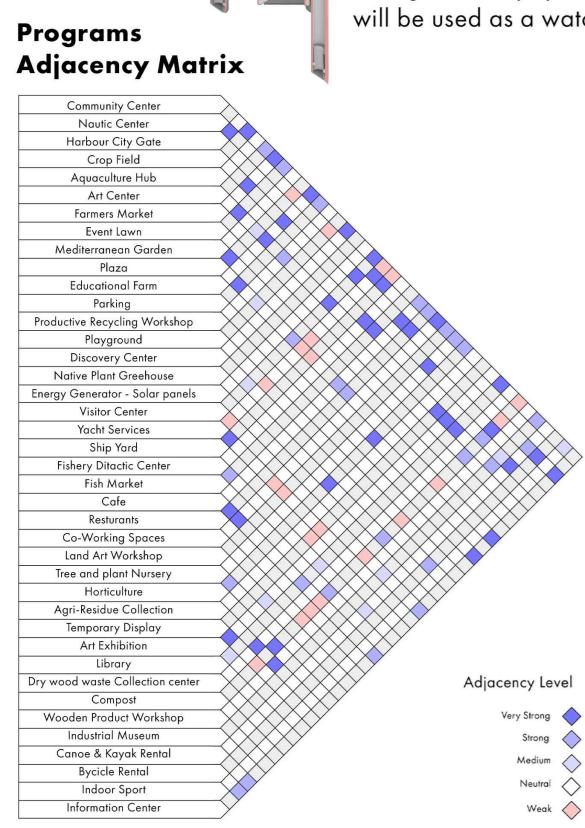 will be used as a wat
Programs
Adjacency Matrix
Community Center
Nautic Center
Harbour City Gate
Crop Field
Aquaculture Hub
Art Center
Farmers Market
Event Lawn
Mediterranean Garden
Plaza
Educational Farm
Parking
Productive Recycling Workshop
Playground
Discovery Center
Native Plant Greehouse
Energy Generator - Solar panels
Visitor Center
Yacht Services
Ship Yard
Fishery Ditactic Center
Fish Market
Cafe
Resturants
Co-Working Spaces
Land Art Workshop
Tree and plant Nursery
Horticulture
Agri-Residue Collection
Temporary Display
Art Exhibition
Library
Dry wood waste Collection center
Compost
Wooden Product Workshop
Industrial Museum
Canoe & Kayak Rental
Bycicle Rental
Indoor Sport
Information Center
Adjacency Level
Very Strong
Strong
Medium
Neutral
Weak